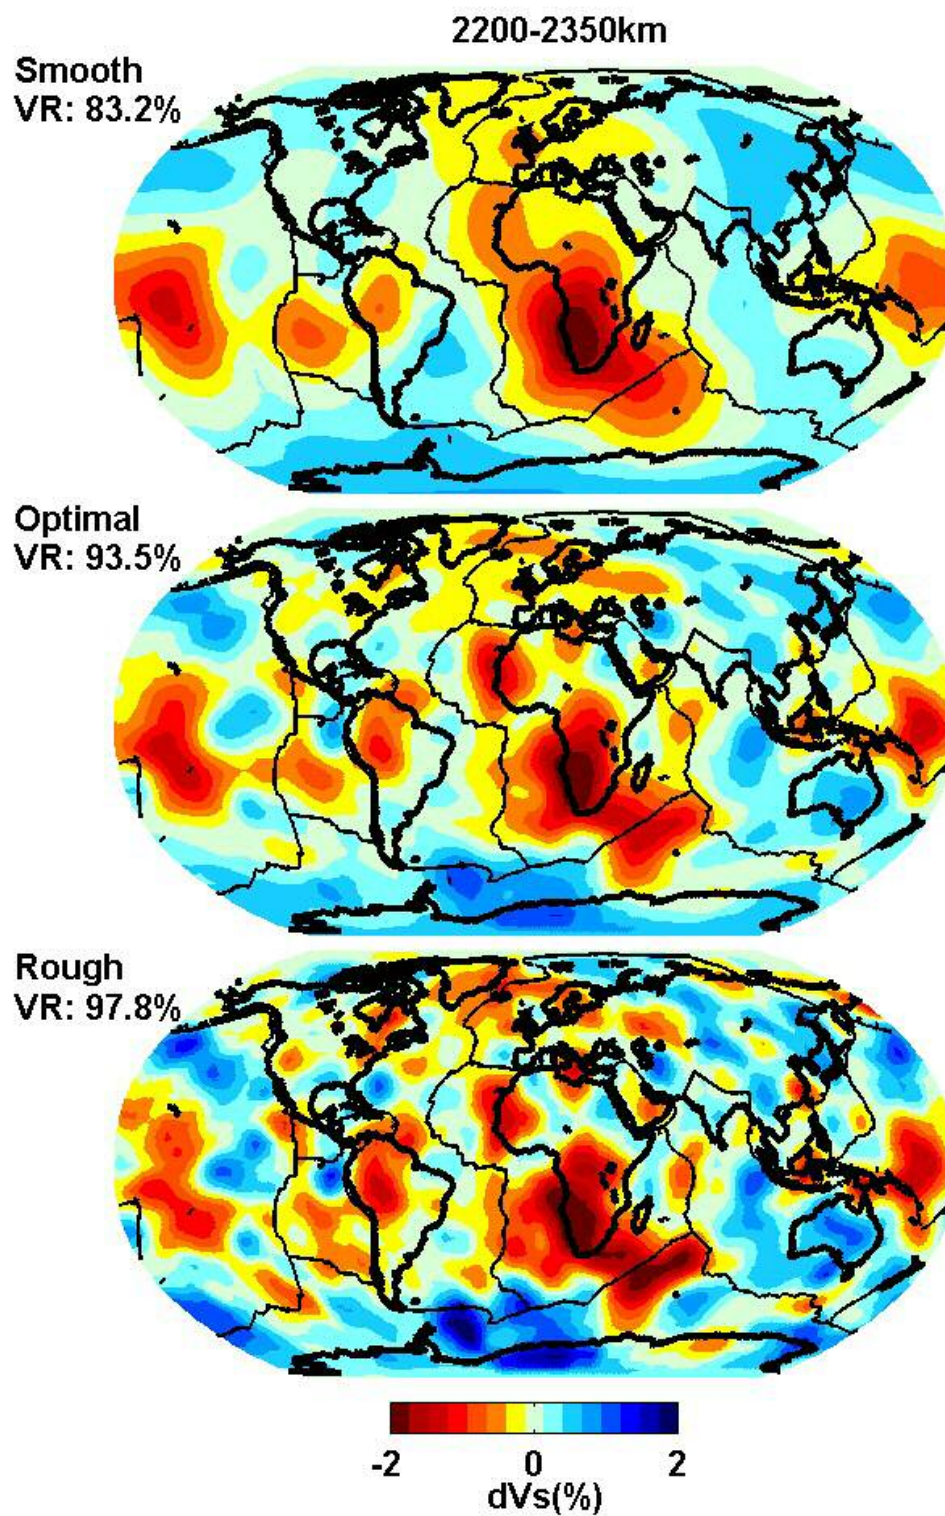 2200-2350km
Smooth
VR: 83.2%
Optimal
VR: 93.5%
Rough
VR: 97.8%
-2 0 2
dVs(%)